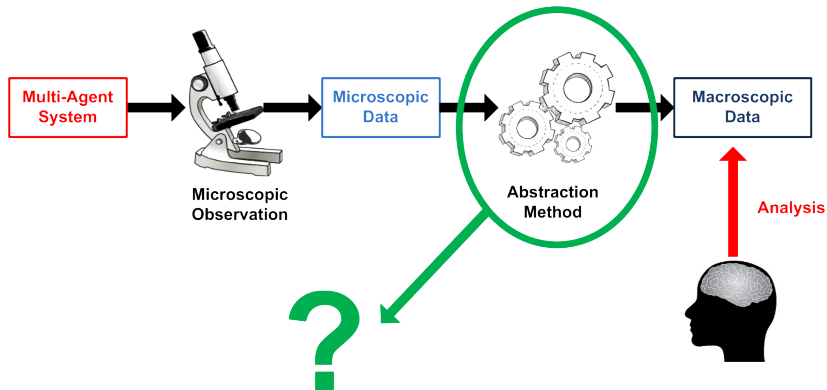 Multi-Agent
System
Microscopic
Observation
Microscopic
Data
Abstraction
Method
Macroscopic
Data
Analysis
?